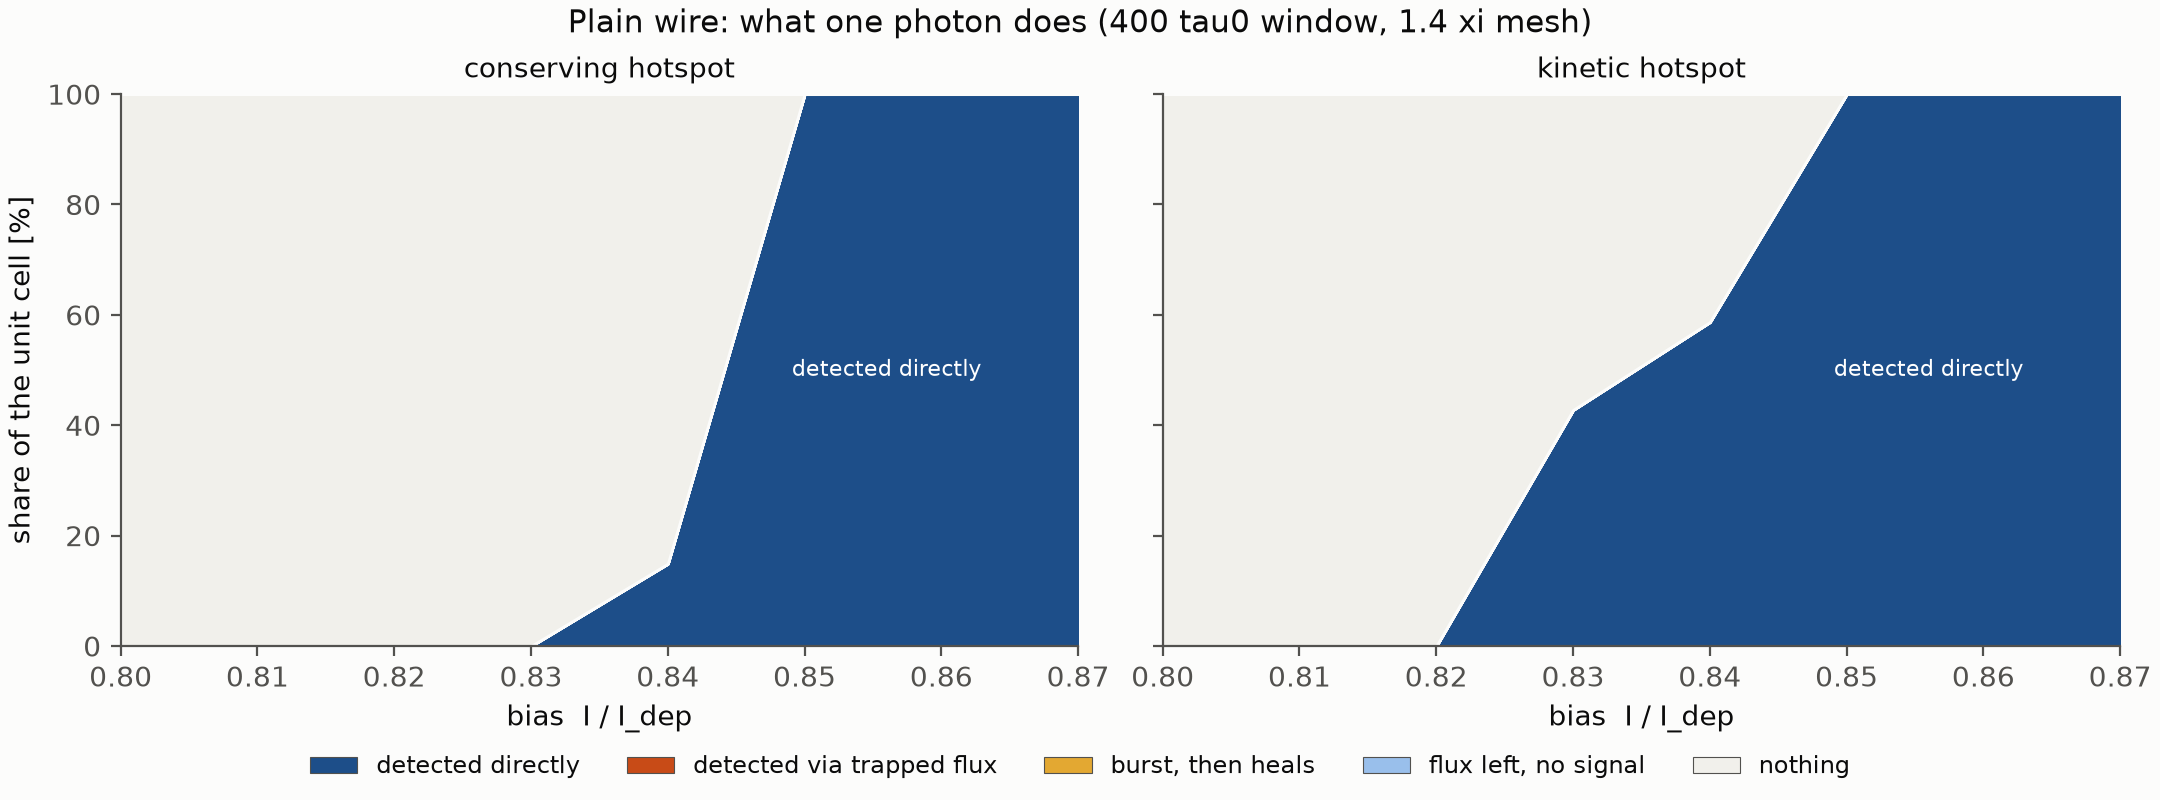 Plain wire: what one photon does (400 tau0 window, 1.4 xi mesh)
conserving hotspot
kinetic hotspot
share of the unit cell [%]
100
80
60
40
20
0
detected directly
detected directly
0.80 0.81 0.82 0.83 0.84 0.85 0.86 0.87
0.80 0.81 0.82 0.83 0.84 0.85 0.86 0.87
bias I / I_dep
bias I / I_dep
detected directly
detected via trapped flux
burst, then heals
flux left, no signal
nothing